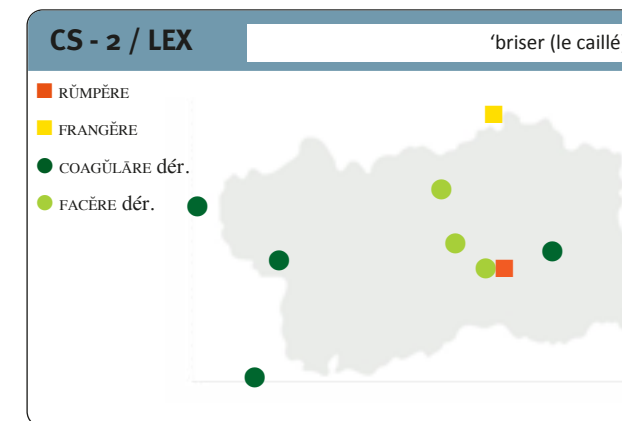 CS - 2 / LEX
‘briser (le caillé
RŬMPĔRE
FRANGĔRE
COAGŬLĀRE dér.
FACĔRE dér.